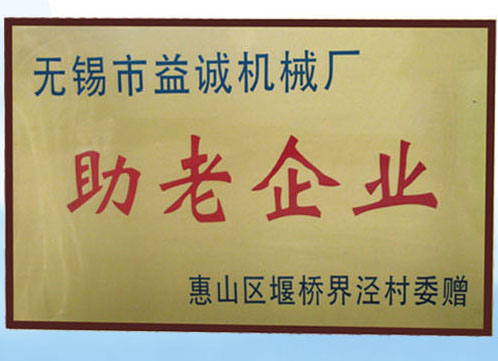 无锡市益诚机械厂
助老企业
惠山区堰桥界泾村委赠